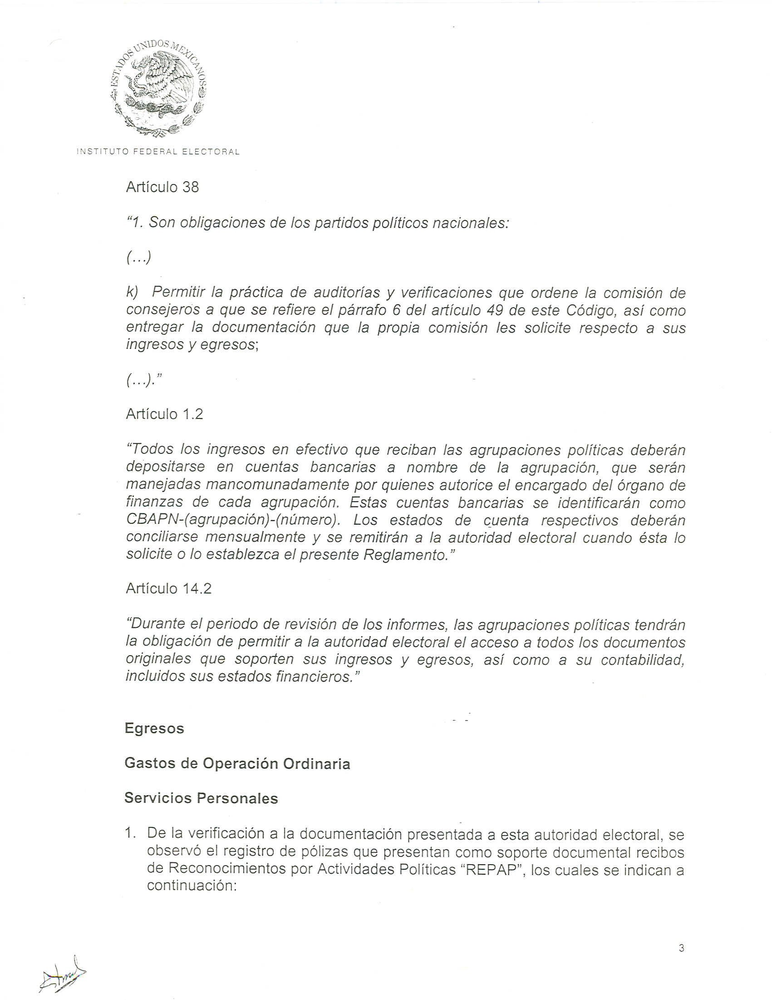 ESTADOS UNIDOS MEXICANOS
INSTITUTO FEDERAL ELECTORAL
Artículo 38
“1. Son obligaciones de los partidos políticos nacionales:
(...)
k) Permitir la práctica de auditorías y verificaciones que ordene la comisión de
consejeros a que se refiere el párrafo 6 del artículo 49 de este Código, así como
entregar la documentación que la propia comisión les solicite respecto a sus
ingresos y egresos;
(...).”
Artículo 1.2
“Todos los ingresos en efectivo que reciban las agrupaciones políticas deberán
depositarse en cuentas bancarias a nombre de la agrupación, que serán
manejadas mancomunadamente por quienes autorice el encargado del órgano de
finanzas de cada agrupación. Estas cuentas bancarias se identificarán como
CBAPN-(agrupación)-(número). Los estados de cuenta respectivos deberán
conciliarse mensualmente y se remitirán a la autoridad electoral cuando ésta lo
solicite o lo establezca el presente Reglamento.”
Artículo 14.2
“Durante el periodo de revisión de los informes, las agrupaciones políticas tendrán
la obligación de permitir a la autoridad electoral el acceso a todos los documentos
originales que soporten sus ingresos y egresos, así como a su contabilidad,
incluidos sus estados financieros.”
Egresos
Gastos de Operación Ordinaria
Servicios Personales
1. De la verificación a la documentación presentada a esta autoridad electoral, se
observó el registro de pólizas que presentan como soporte documental recibos
de Reconocimientos por Actividades Políticas “REPAP”, los cuales se indican a
continuación:
3